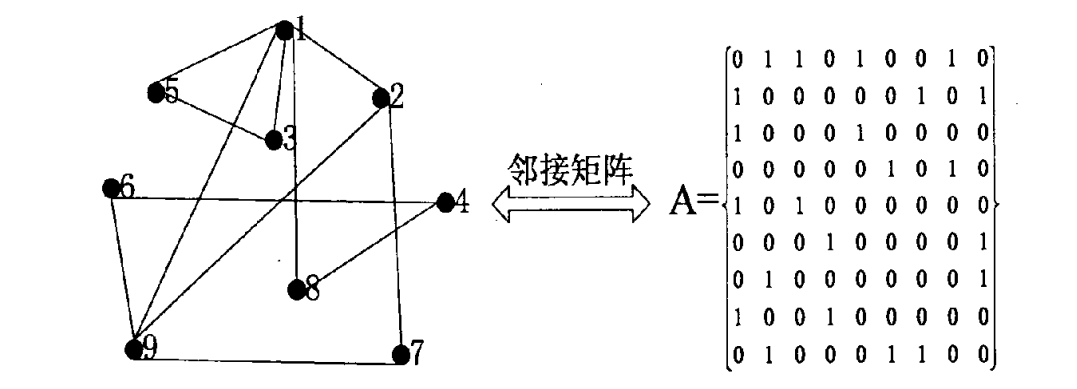 1
5
2
3
6
4
8
9
7
邻接矩阵
A=
0 1 1 0 1 0 0 1 0
1 0 0 0 0 0 1 0 1
1 0 0 0 1 0 0 0 0
0 0 0 0 0 1 0 1 0
1 0 1 0 0 0 0 0 0
0 0 0 1 0 0 0 0 1
0 1 0 0 0 0 0 0 1
1 0 0 1 0 0 0 0 0
0 1 0 0 0 1 1 0 0